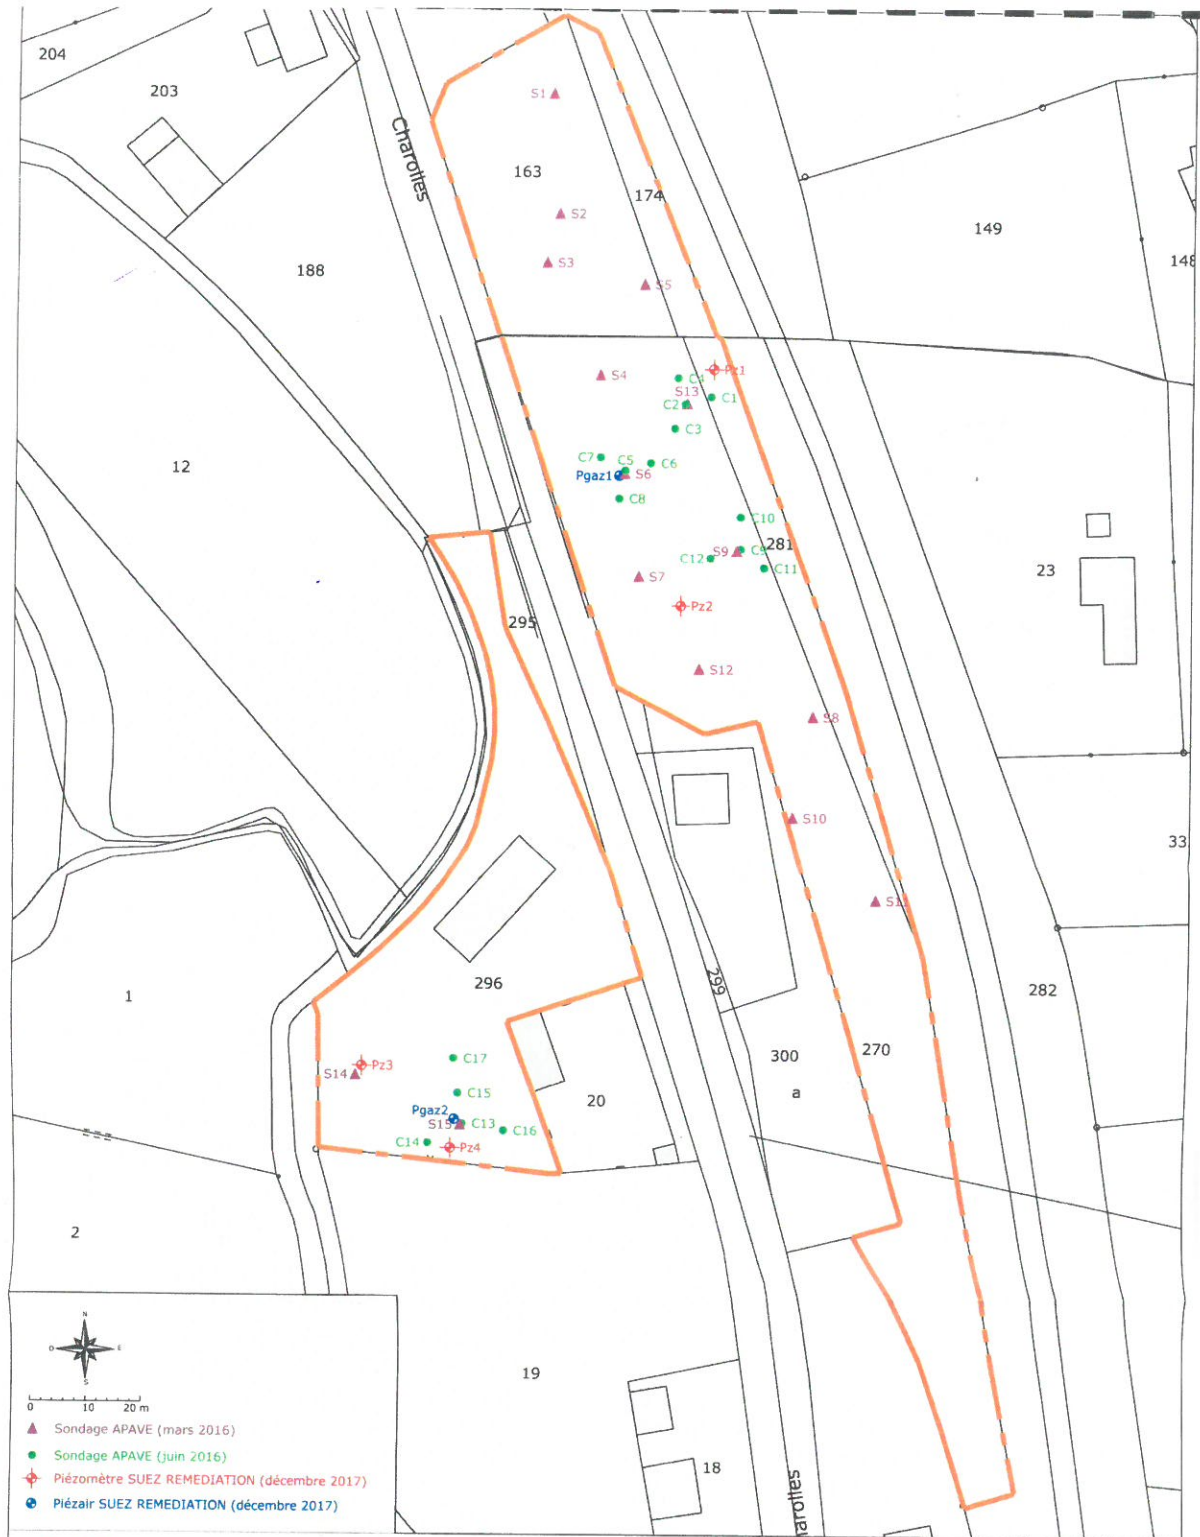 204
203
S1
Charolles
163
174
S2
149
188
S3
148
S5
Pz1
S4
C4
S13
C1
C2
C3
12
C7
C5
C6
Pgaz1
S6
C8
C10
281
S9
C9
C12
C11
23
S7
Pz2
295
S12
S8
S10
33
S11
296
299
1
282
C17
300
270
Pz3
S14
a
C15
20
Pgaz2
S15
C13
C16
C14
Pz4
2
N
O
E
S
19
0 10 20 m
Sondage APAVE (mars 2016)
Sondage APAVE (juin 2016)
18
Piézomètre SUEZ REMEDIATION (décembre 2017)
Piézair SUEZ REMEDIATION (décembre 2017)
arolles